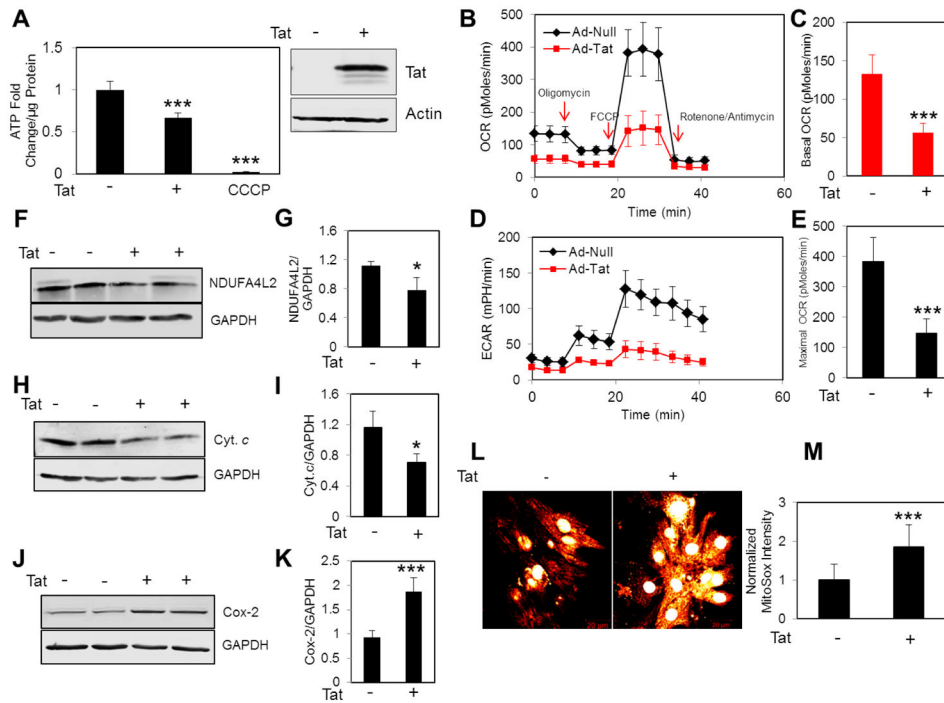 A
Tat - +
Tat
Actin
ATP Fold
Change/µg Protein
1.5
1
0.5
0
***
***
Tat - + CCCP
B
OCR (pMoles/min)
500
400
300
200
100
0
Ad-Null
Ad-Tat
Oligomycin
FCCP
Rotenone/Antimycin
0 20 40 60
Time (min)
C
Basal OCR (pMoles/min)
200
150
100
50
0
***
- +
Tat
F
Tat - - + +
NDUFA4L2
GAPDH
G
NDUFA4L2/
GAPDH
1.6
1.2
0.8
0.4
0
*
Tat - +
D
ECAR (mPH/min)
200
150
100
50
0
Ad-Null
Ad-Tat
0 20 40 60
Time (min)
E
Maximal OCR (pMoles/min)
500
400
300
200
100
0
***
- +
Tat
H
Tat - - + +
Cyt. c
GAPDH
I
Cyt.c/GAPDH
1.6
1.2
0.8
0.4
0
*
Tat - +
J
Tat - - + +
Cox-2
GAPDH
K
Cox-2/GAPDH
2.5
2
1.5
1
0.5
0
***
Tat - +
L
Tat - +
20 µm
20 µm
M
Normalized
MitoSox Intensity
3
2
1
0
***
Tat - +